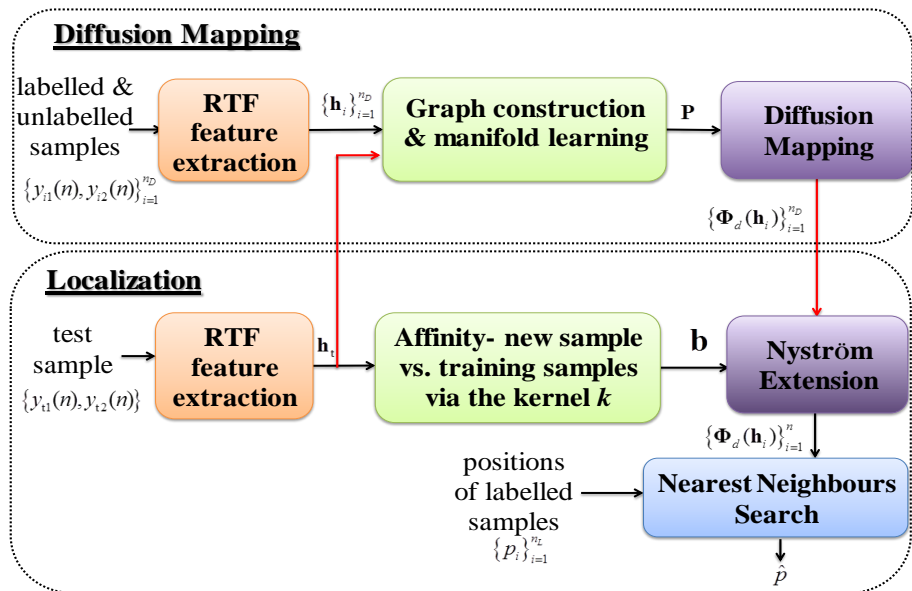 Diffusion Mapping
labelled &
unlabelled
samples
{y_{i1}(n), y_{i2}(n)}_{i=1}^{n_D}
RTF
feature
extraction
{h_i}_{i=1}^{n_D}
Graph construction
& manifold learning
P
Diffusion
Mapping
{Φ_d(h_i)}_{i=1}^{n_D}
Localization
test
sample
{y_{t1}(n), y_{t2}(n)}
RTF
feature
extraction
h_t
Affinity- new sample
vs. training samples
via the kernel k
b
Nyström
Extension
{Φ_d(h_i)}_{i=1}^{n}
positions
of labelled
samples
{p_i}_{i=1}^{n_L}
Nearest Neighbours
Search
p̂